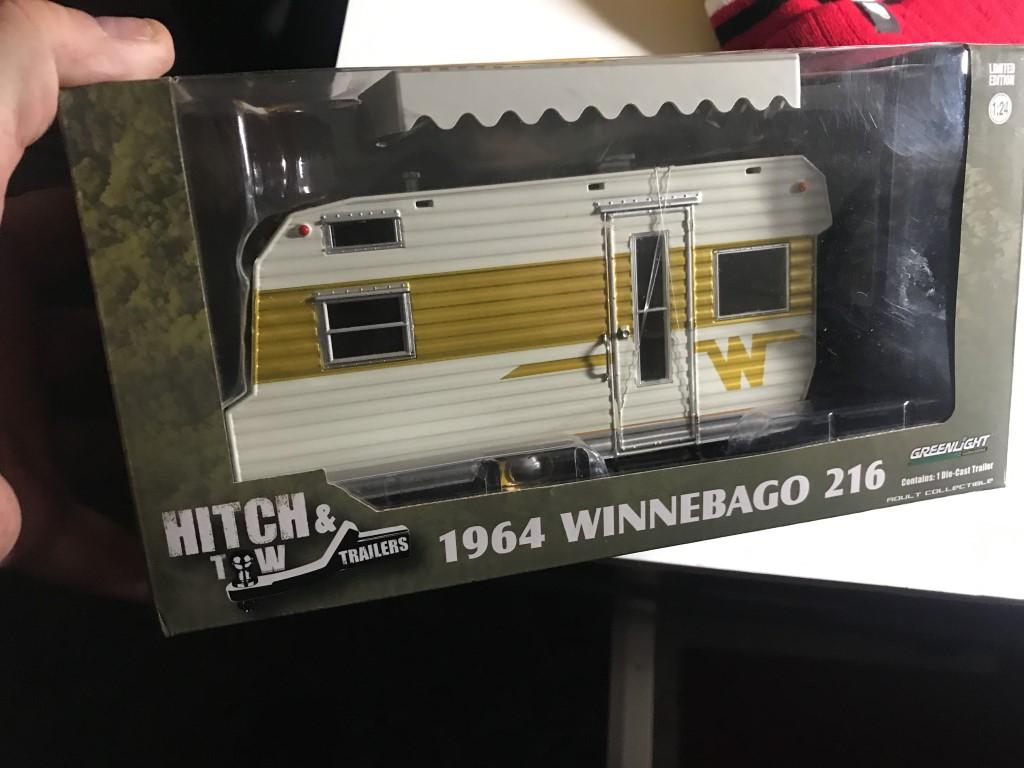 LIMITED
EDITION
1:24
W
HITCH &
TOW
TRAILERS
1964 WINNEBAGO 216
GREENLIGHT
Contains: 1 Die-Cast Trailer
ADULT COLLECTIBLE